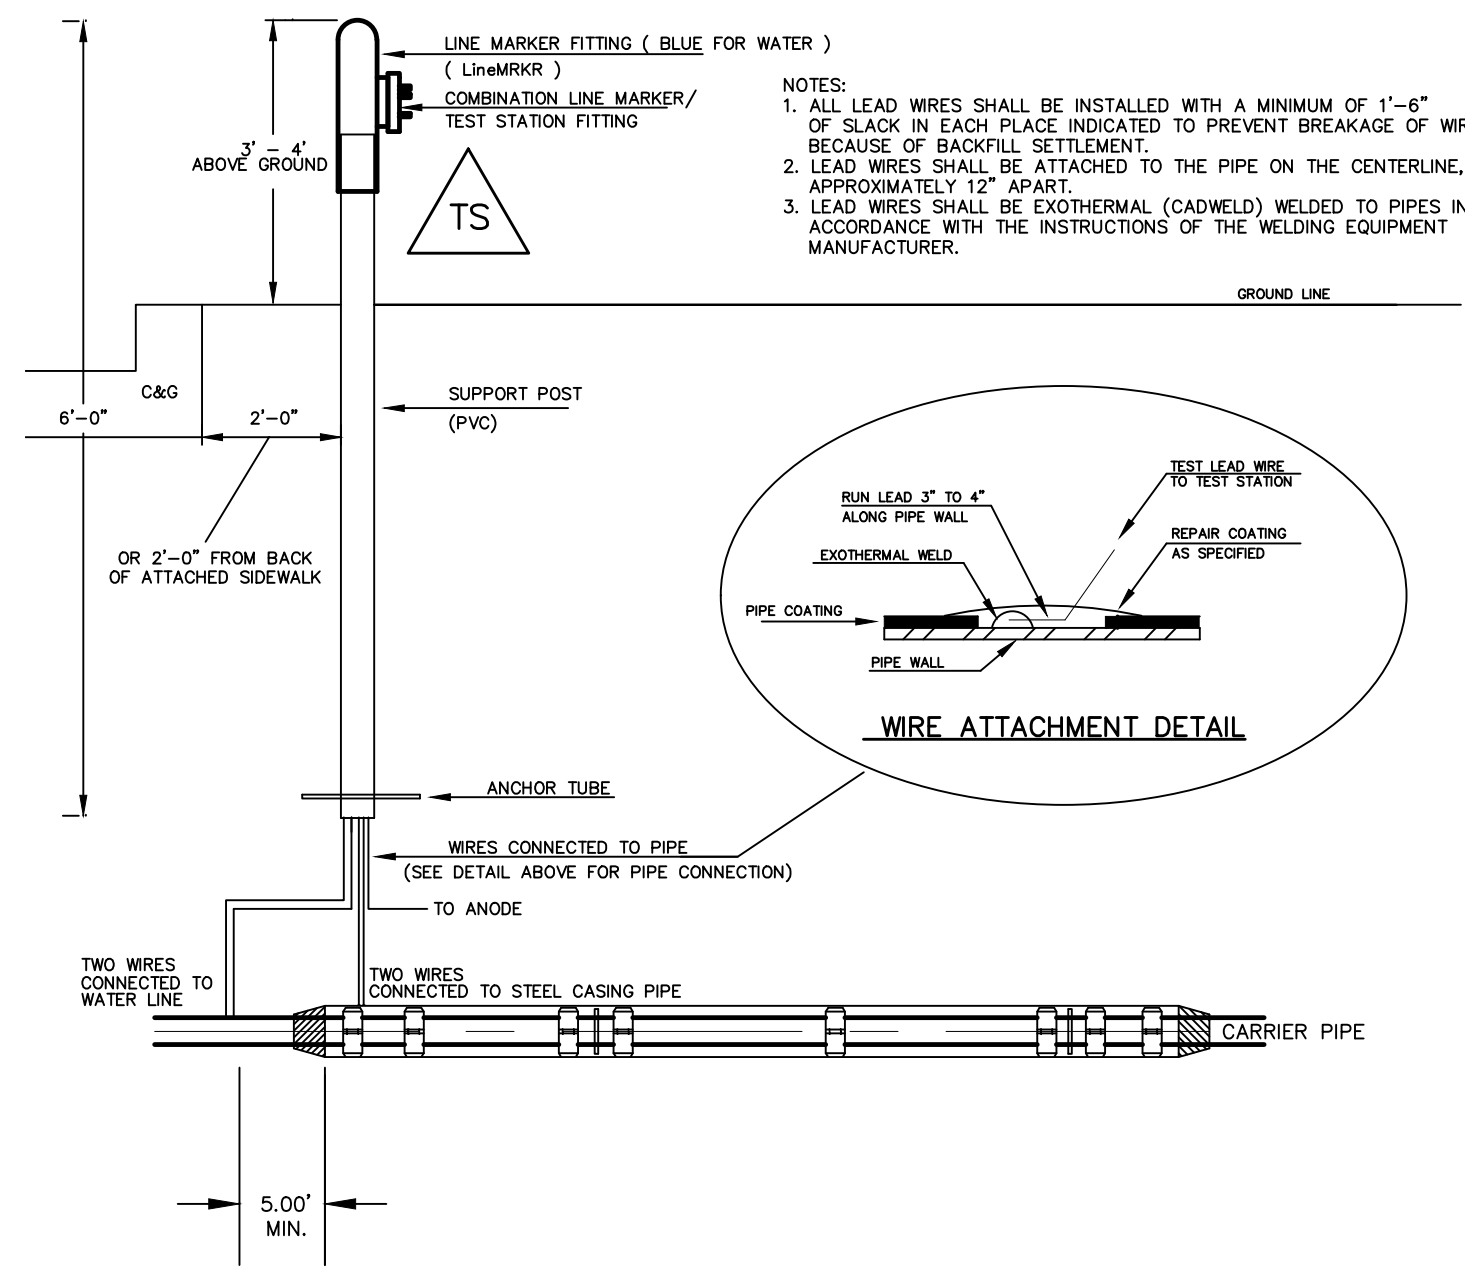 LINE MARKER FITTING ( BLUE FOR WATER )
( LineMRKR )
COMBINATION LINE MARKER/
TEST STATION FITTING
3' - 4'
ABOVE GROUND
TS
NOTES:
1. ALL LEAD WIRES SHALL BE INSTALLED WITH A MINIMUM OF 1'-6"
OF SLACK IN EACH PLACE INDICATED TO PREVENT BREAKAGE OF
BECAUSE OF BACKFILL SETTLEMENT.
2. LEAD WIRES SHALL BE ATTACHED TO THE PIPE ON THE CENTERLINE,
APPROXIMATELY 12" APART.
3. LEAD WIRES SHALL BE EXOTHERMAL (CADWELD) WELDED TO PIPES IN
ACCORDANCE WITH THE INSTRUCTIONS OF THE WELDING EQUIPMENT
MANUFACTURER.
GROUND LINE
C&G
6'-0"
2'-0"
SUPPORT POST
(PVC)
OR 2'-0" FROM BACK
OF ATTACHED SIDEWALK
TEST LEAD WIRE
TO TEST STATION
RUN LEAD 3" TO 4"
ALONG PIPE WALL
REPAIR COATING
AS SPECIFIED
EXOTHERMAL WELD
PIPE COATING
PIPE WALL
WIRE ATTACHMENT DETAIL
ANCHOR TUBE
WIRES CONNECTED TO PIPE
(SEE DETAIL ABOVE FOR PIPE CONNECTION)
TO ANODE
TWO WIRES
CONNECTED TO
WATER LINE
TWO WIRES
CONNECTED TO STEEL CASING PIPE
CARRIER PIPE
5.00'
MIN.